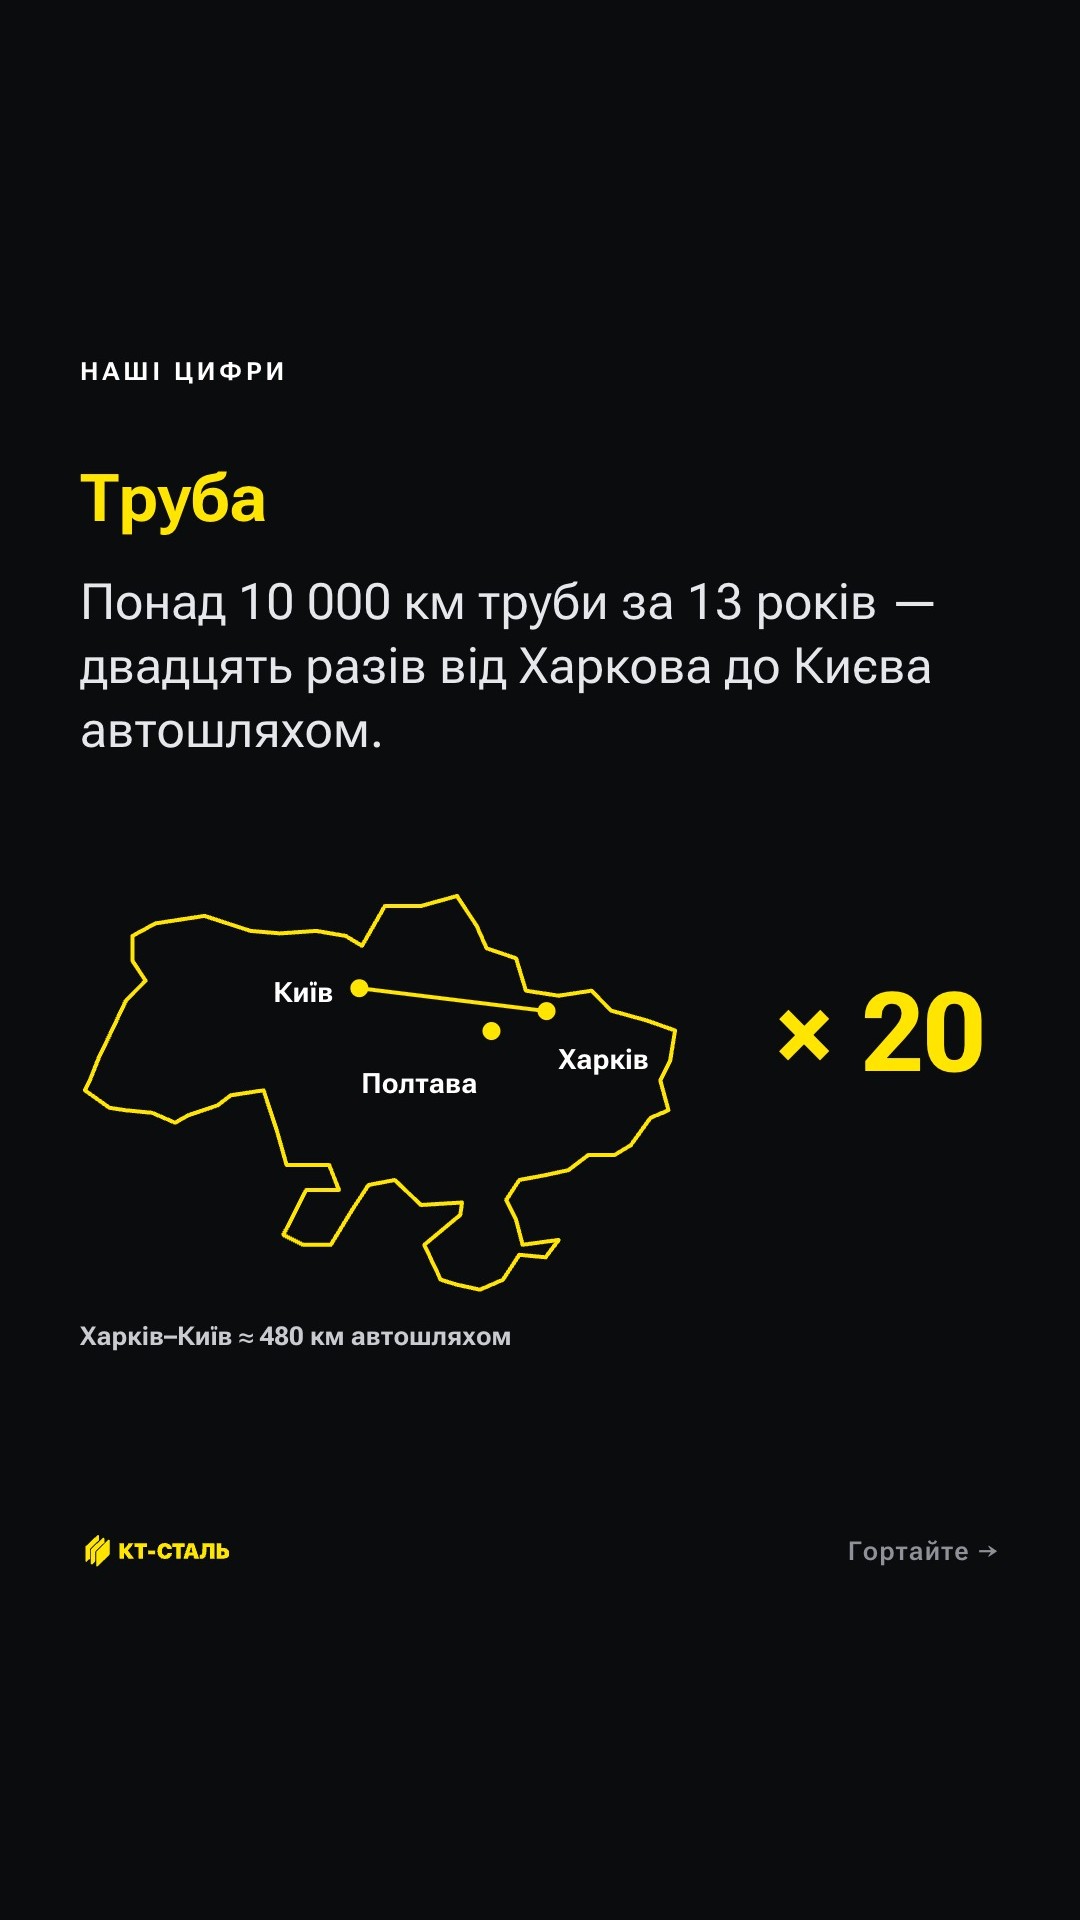 НАШІ ЦИФРИ
Труба
Понад 10 000 км труби за 13 років —
двадцять разів від Харкова до Києва
автошляхом.
Київ
Харків
Полтава
× 20
Харків–Київ ≈ 480 км автошляхом
КТ-СТАЛЬ
Гортайте →